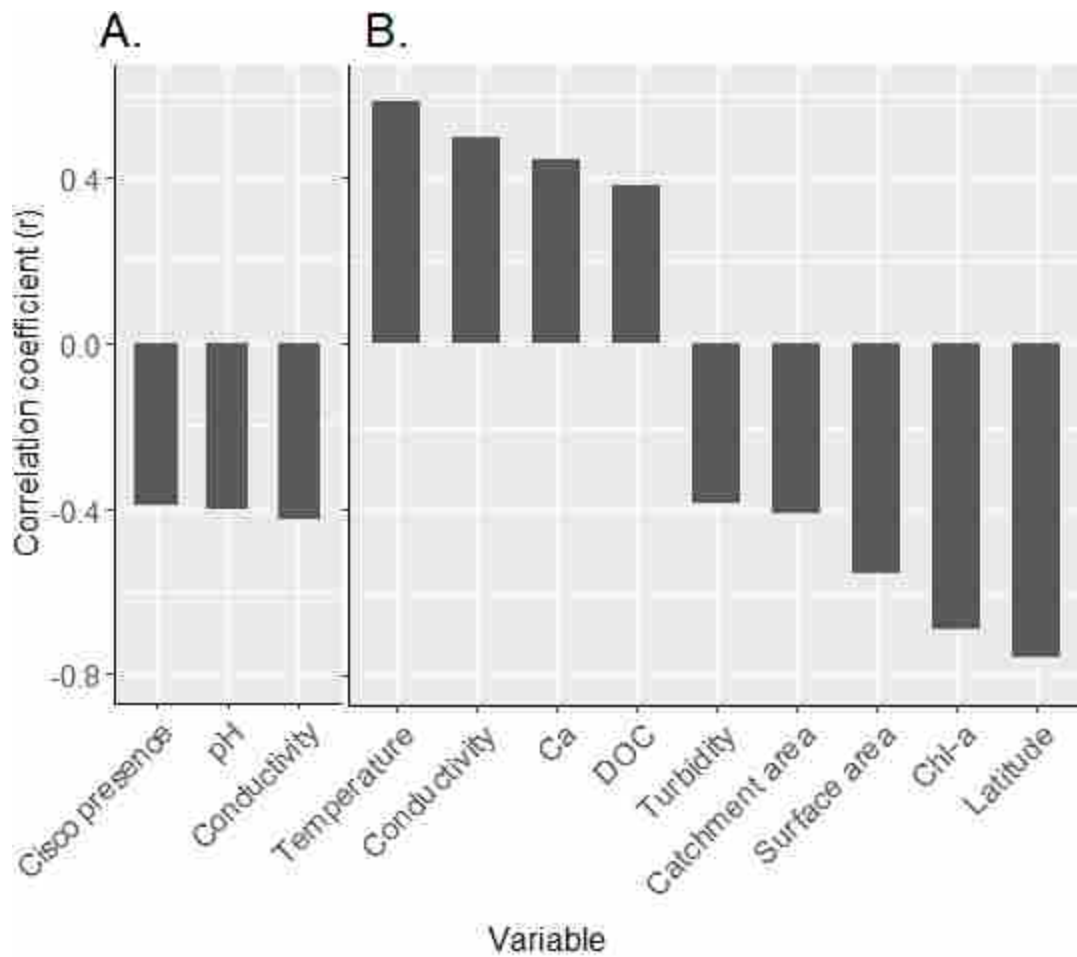 A.
B.
Correlation coefficient (r)
0.4
0.0
-0.4
-0.8
Cisco presence
pH
Conductivity
Temperature
Conductivity
Ca
DOC
Turbidity
Catchment area
Surface area
Chl-a
Latitude
Variable